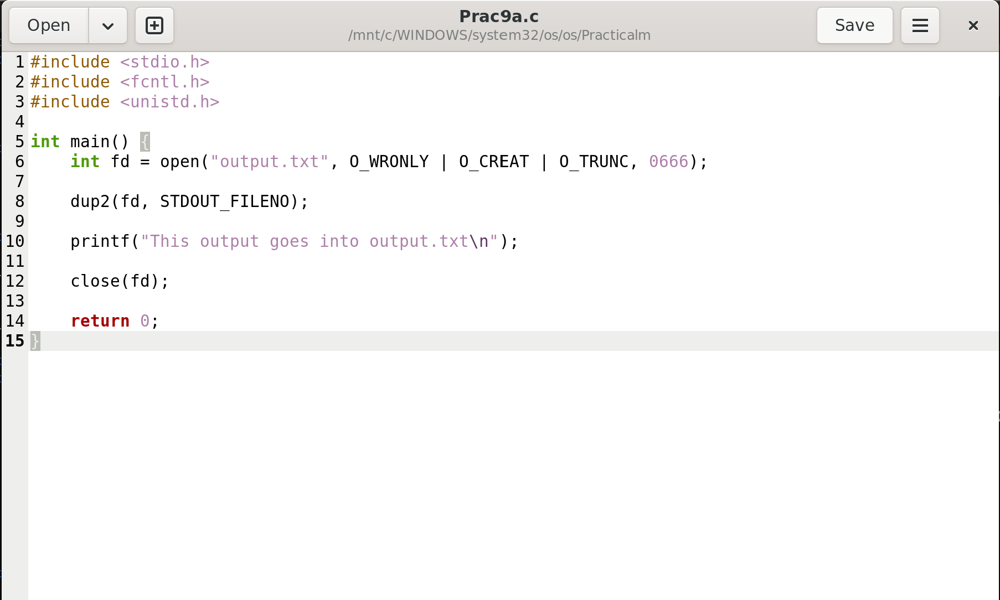 Open
Prac9a.c
/mnt/c/WINDOWS/system32/os/os/Practicalm
Save
1 #include <stdio.h>
2 #include <fcntl.h>
3 #include <unistd.h>
4
5 int main() {
6     int fd = open("output.txt", O_WRONLY | O_CREAT | O_TRUNC, 0666);
7
8     dup2(fd, STDOUT_FILENO);
9
10     printf("This output goes into output.txt\n");
11
12     close(fd);
13
14     return 0;
15 }